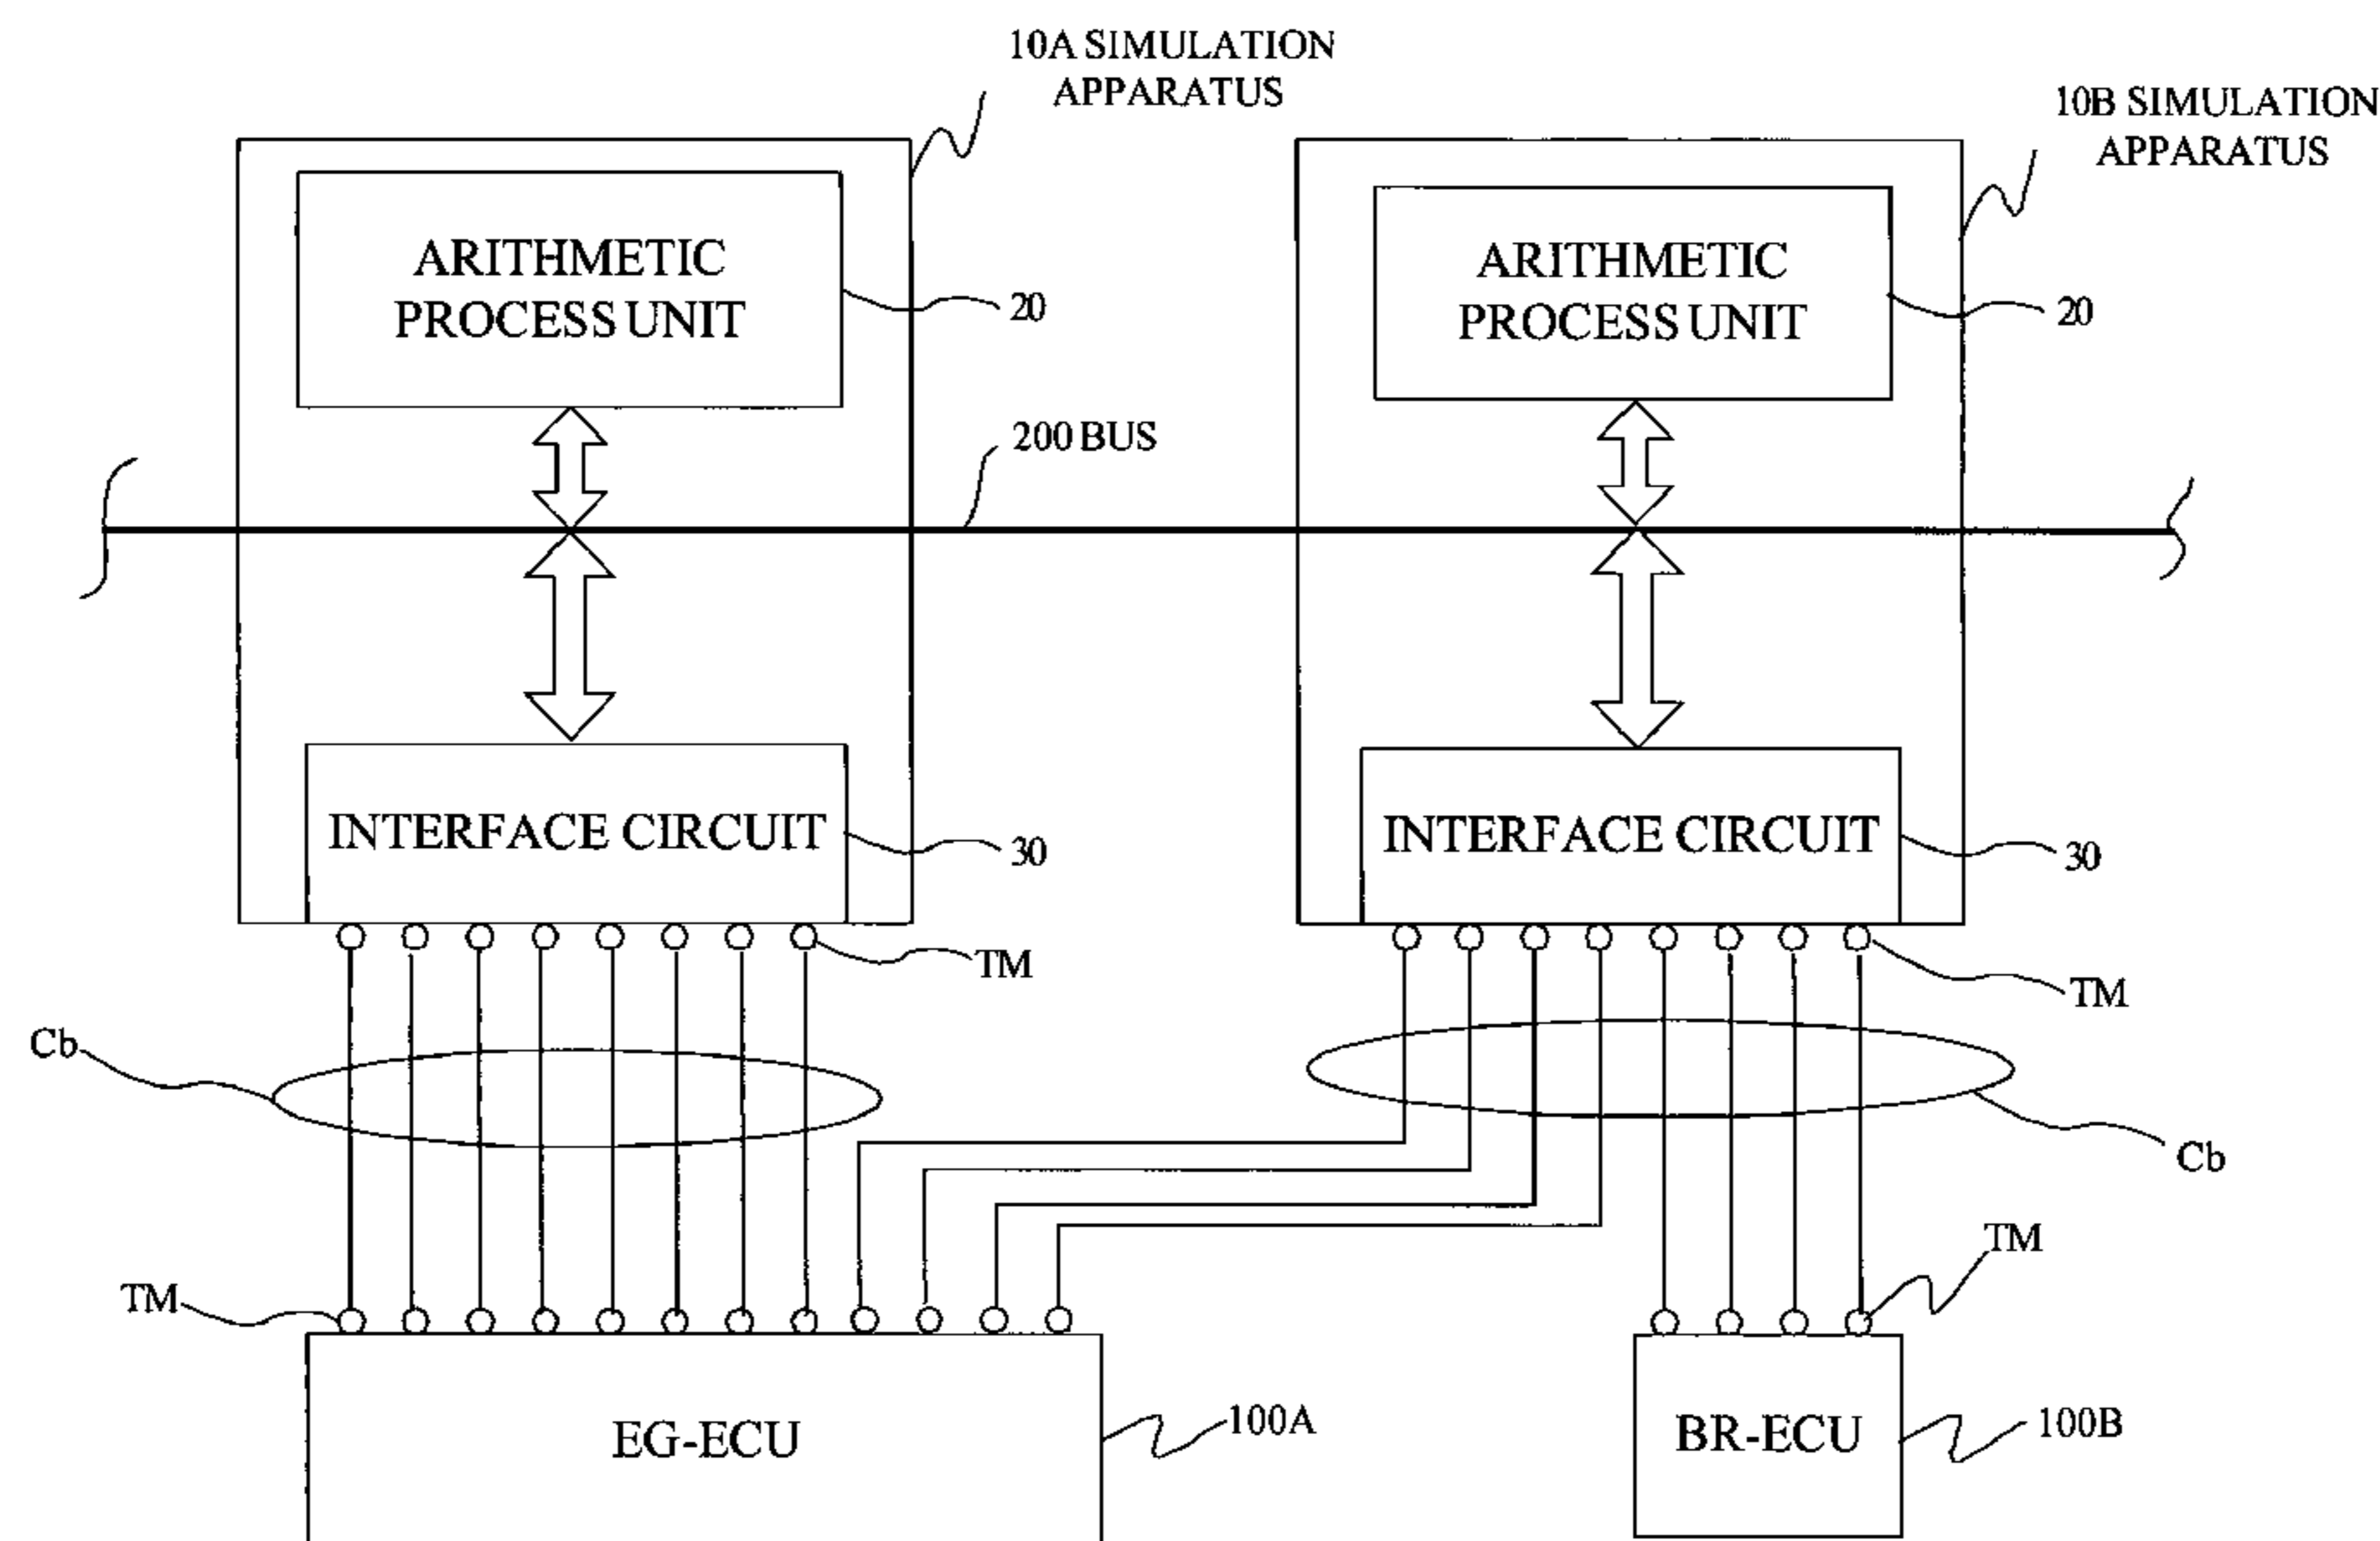 10A SIMULATION
APPARATUS
10B SIMULATION
APPARATUS
ARITHMETIC
PROCESS UNIT
20
ARITHMETIC
PROCESS UNIT
20
200 BUS
INTERFACE CIRCUIT
30
INTERFACE CIRCUIT
30
TM
TM
Cb
Cb
TM
TM
EG-ECU
100A
BR-ECU
100B